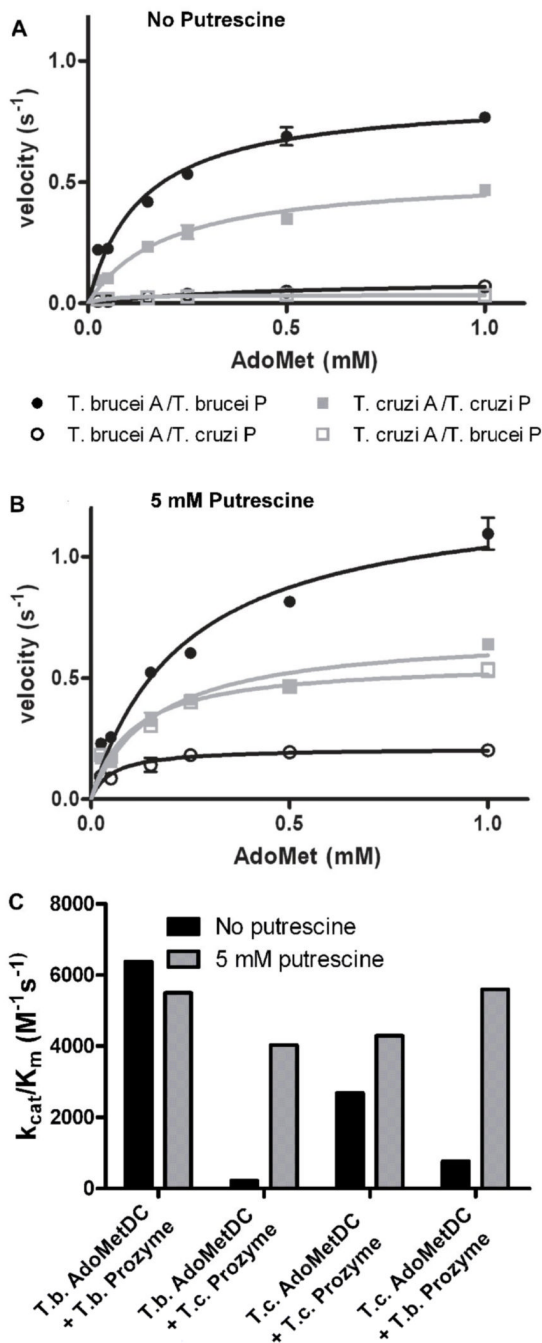 A
No Putrescine
velocity (s⁻¹)
1.0
0.5
0.0
0.0
0.5
1.0
AdoMet (mM)
T. brucei A/T. brucei P
T. cruzi A/T. cruzi P
T. brucei A/T. cruzi P
T. cruzi A/T. brucei P
B
5 mM Putrescine
velocity (s⁻¹)
1.0
0.5
0.0
0.0
0.5
1.0
AdoMet (mM)
C
kcat/Km (M⁻¹s⁻¹)
8000
6000
4000
2000
0
No putrescine
5 mM putrescine
T.b. AdoMetDC
+ T.b. Prozyme
T.b. AdoMetDC
+ T.c. Prozyme
T.c. AdoMetDC
+ T.c. Prozyme
T.c. AdoMetDC
+ T.b. Prozyme